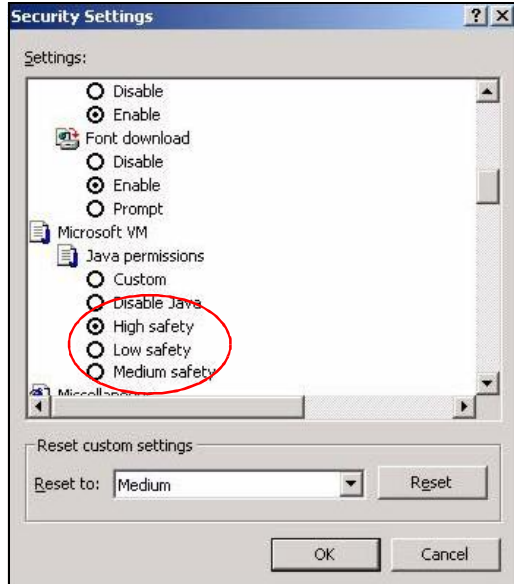 Security Settings
Settings:
Disable
Enable
Font download
Disable
Enable
Prompt
Microsoft VM
Java permissions
Custom
Disable Java
High safety
Low safety
Medium safety
Miscellaneous
Reset custom settings
Reset to: Medium Reset
OK Cancel